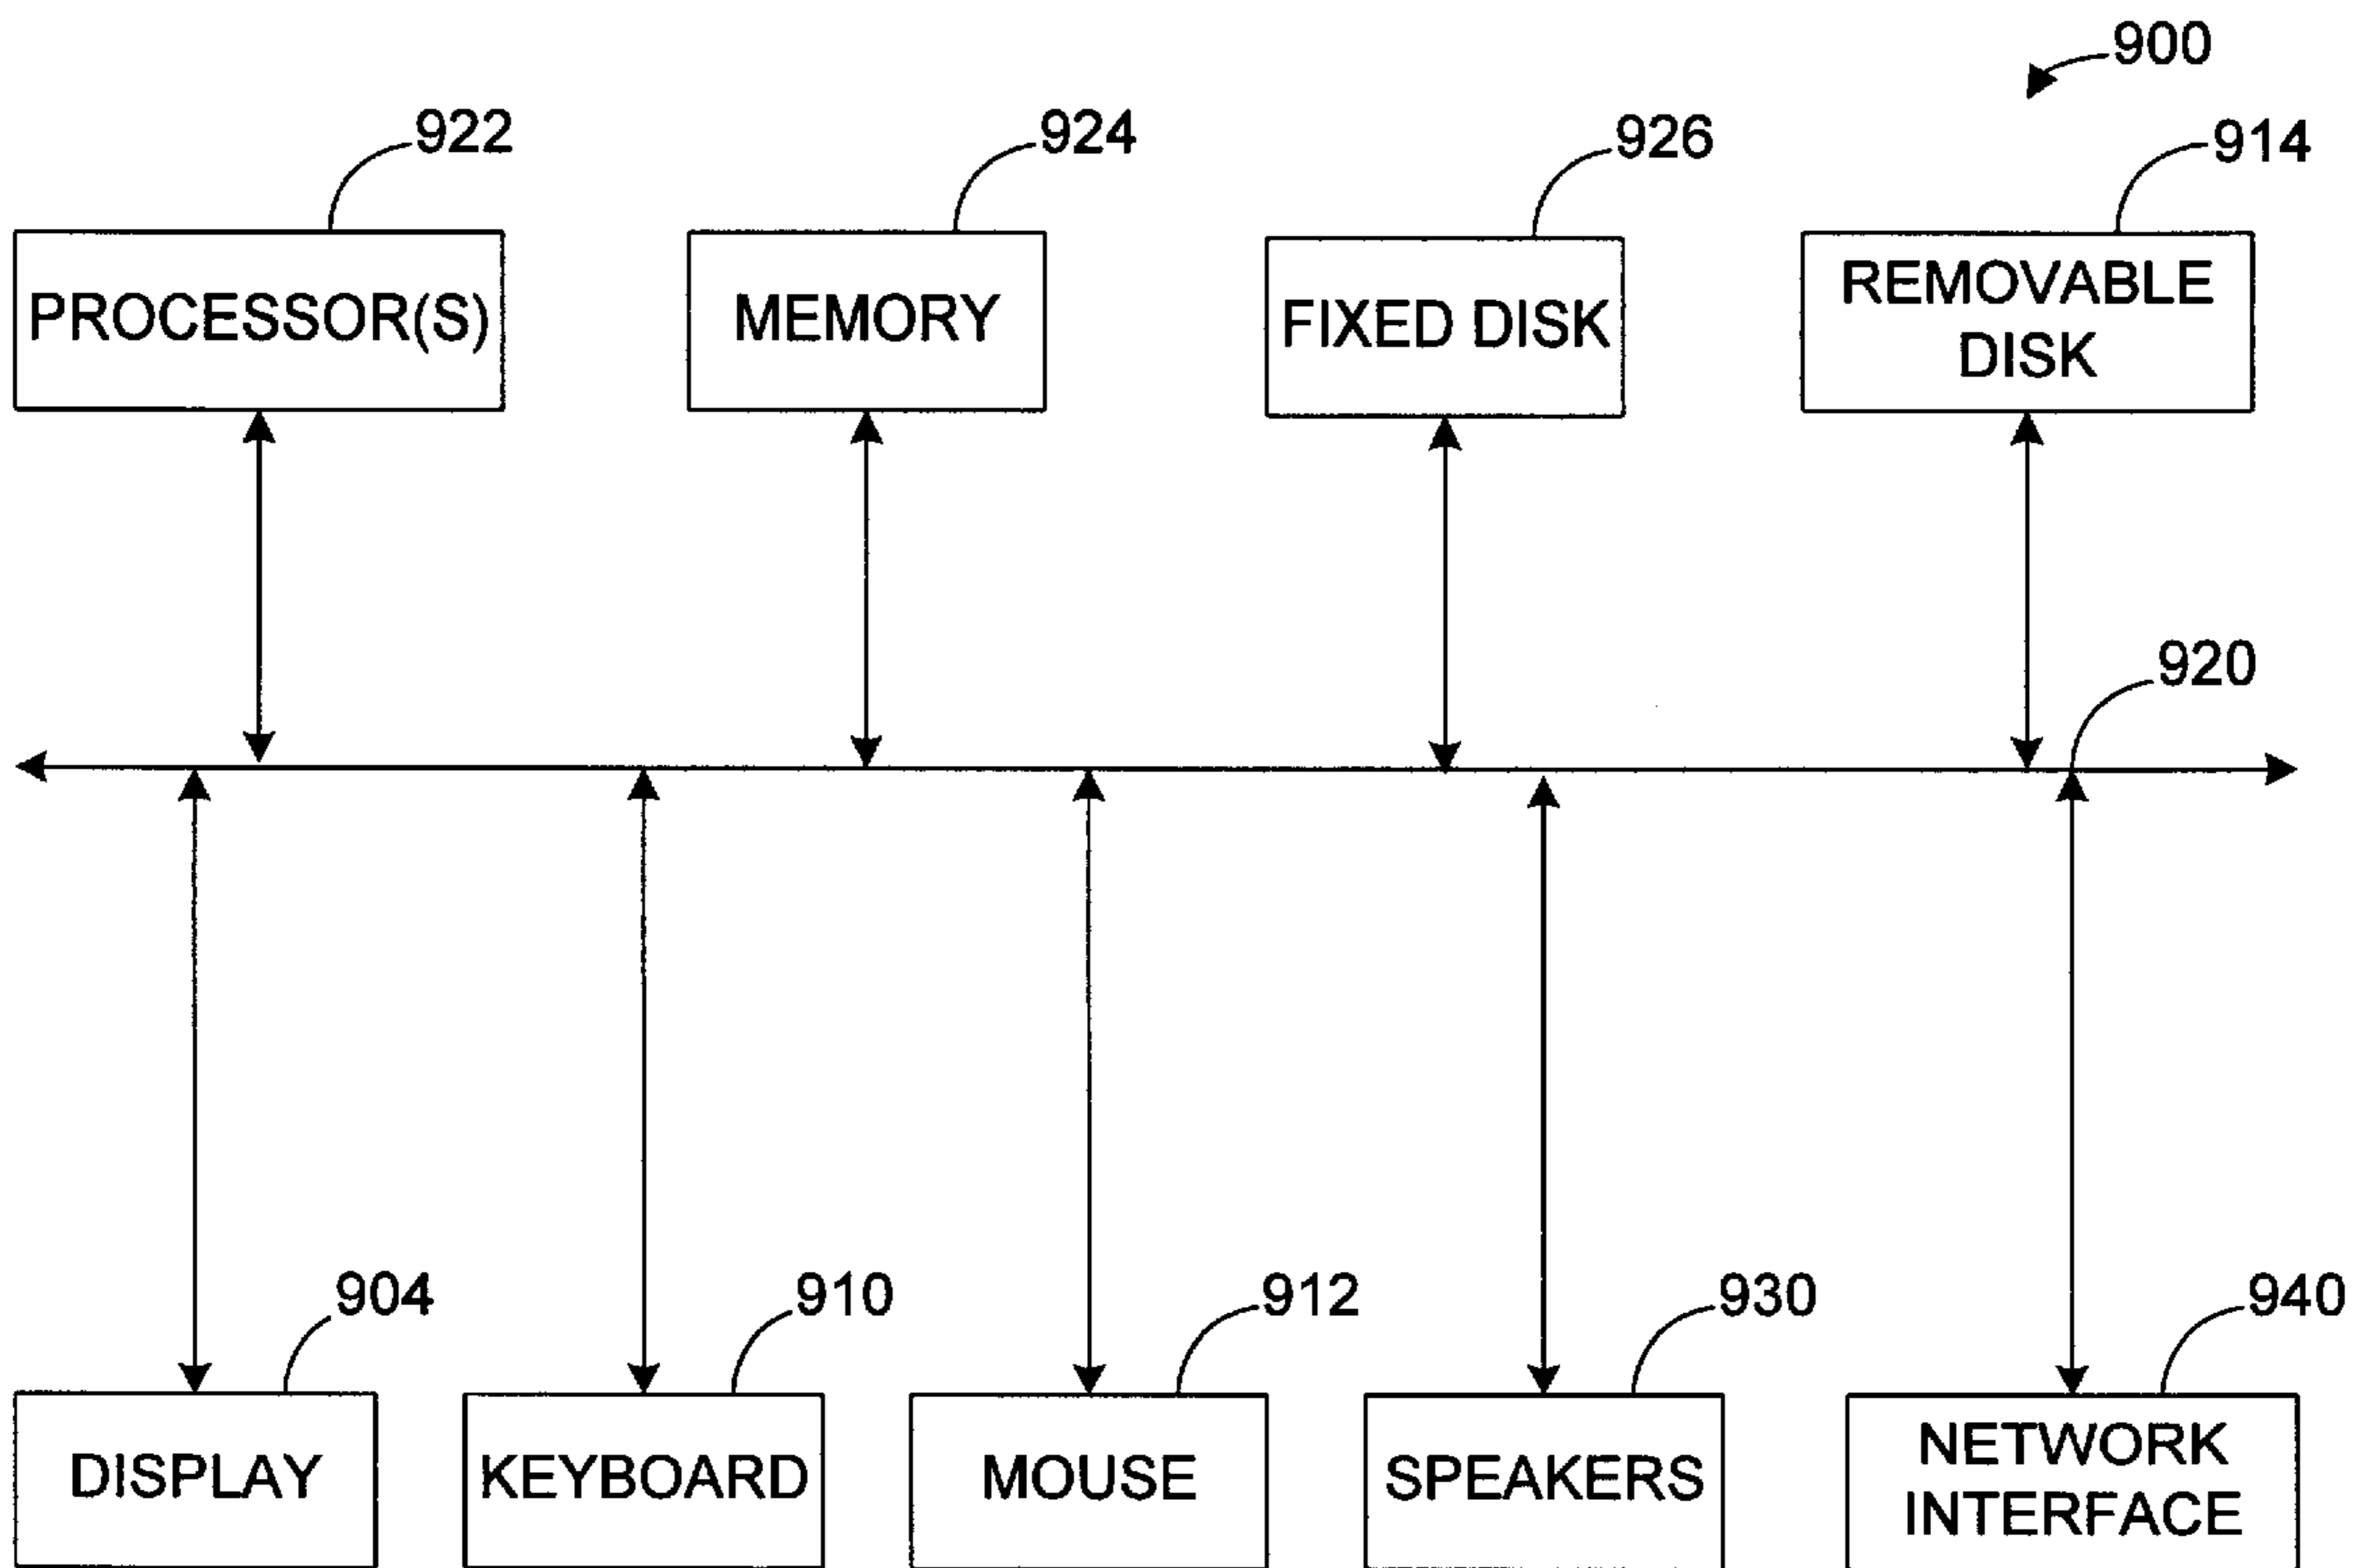 900
922
924
926
914
PROCESSOR(S)
MEMORY
FIXED DISK
REMOVABLE
DISK
920
904
910
912
930
940
DISPLAY
KEYBOARD
MOUSE
SPEAKERS
NETWORK
INTERFACE